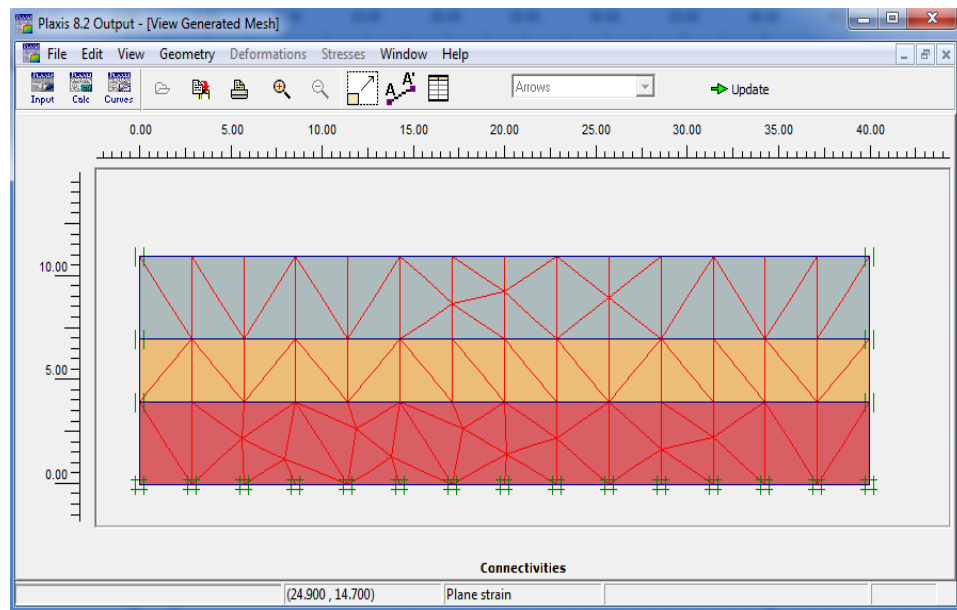 Plaxis 8.2 Output - [View Generated Mesh]
File Edit View Geometry Deformations Stresses Window Help
Input Calc Curves A A' Arrows Update
0.00 5.00 10.00 15.00 20.00 25.00 30.00 35.00 40.00
10.00
5.00
0.00
Connectivities
(24.900 , 14.700) Plane strain